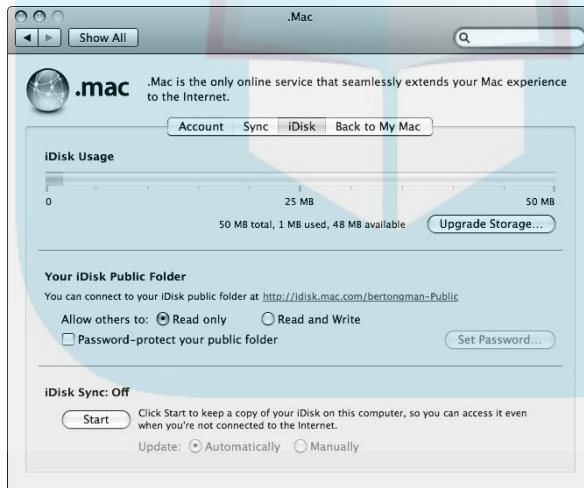 .Mac
Show All
.mac
.Mac is the only online service that seamlessly extends your Mac experience
to the Internet.
Account Sync iDisk Back to My Mac
iDisk Usage
0 25 MB 50 MB
50 MB total, 1 MB used, 48 MB available Upgrade Storage...
Your iDisk Public Folder
You can connect to your iDisk public folder at http://idisk.mac.com/bertongman-Public
Allow others to: Read only Read and Write
Password-protect your public folder Set Password...
iDisk Sync: Off
Start Click Start to keep a copy of your iDisk on this computer, so you can access it even
when you're not connected to the Internet.
Update: Automatically Manually